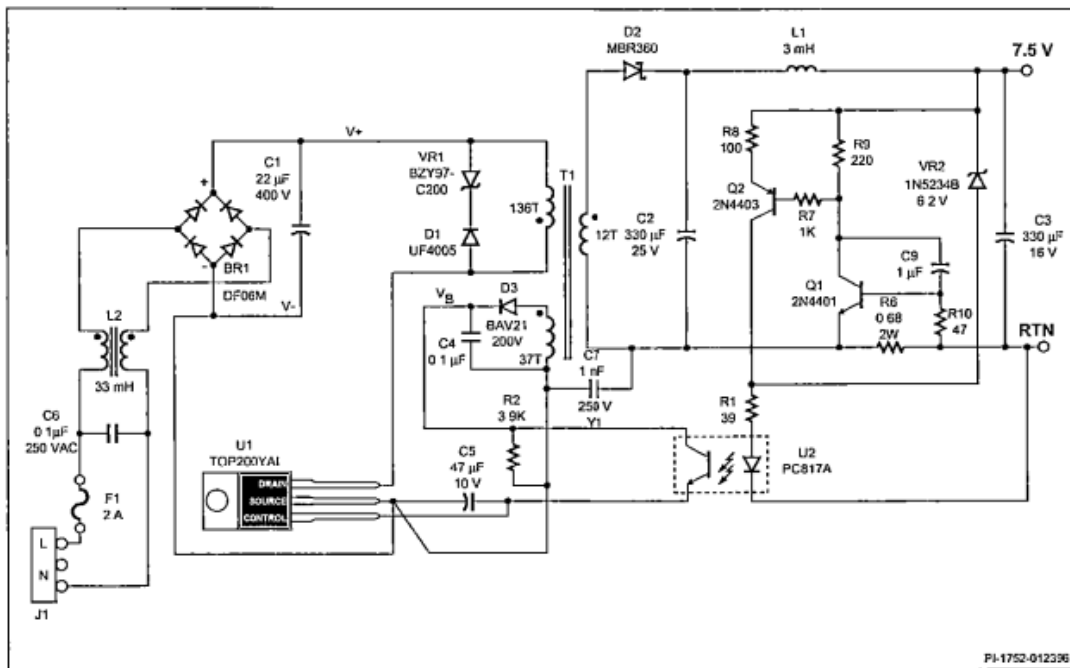 D2
MBR360
L1
3 mH
7.5 V
V+
C1
22 µF
400 V
VR1
BZY97-
C200
T1
R8
100
R9
220
VR2
1N5234B
6 2 V
Q2
2N4403
136T
12T
C2
330 µF
25 V
R7
1K
C3
330 µF
16 V
D1
UF4005
+
-
BR1
DF06M
C9
1 µF
Q1
2N4401
V-
VB
D3
BAV21
200V
R6
0 68
2W
R10
47
RTN
L2
33 mH
C4
0 1 µF
37T
C7
1 nF
250 V
Y1
R2
3 9K
R1
39
C6
0 1µF
250 VAC
U1
TOP200YAI
C5
47 µF
10 V
U2
PC817A
DRAIN
SOURCE
CONTROL
F1
2 A
L
N
J1
PI-1752-012396